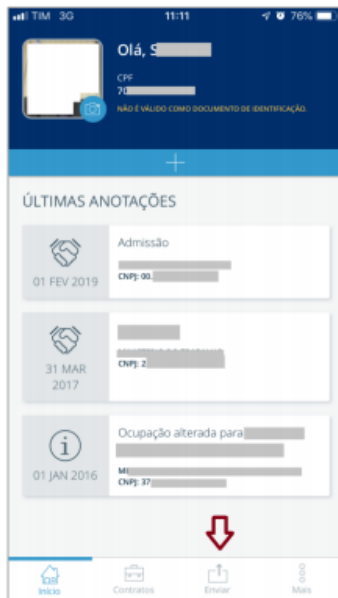 TIM 3G 11:11 76%
Olá, S
CPF
70
NÃO É VÁLIDO COMO DOCUMENTO DE IDENTIFICAÇÃO.
ÚLTIMAS ANOTAÇÕES
Admissão
01 FEV 2019
CNPJ: 00.
31 MAR
2017
CNPJ: 2
Ocupação alterada para
01 JAN 2016
MI
CNPJ: 37
Início Contratos Enviar Mais